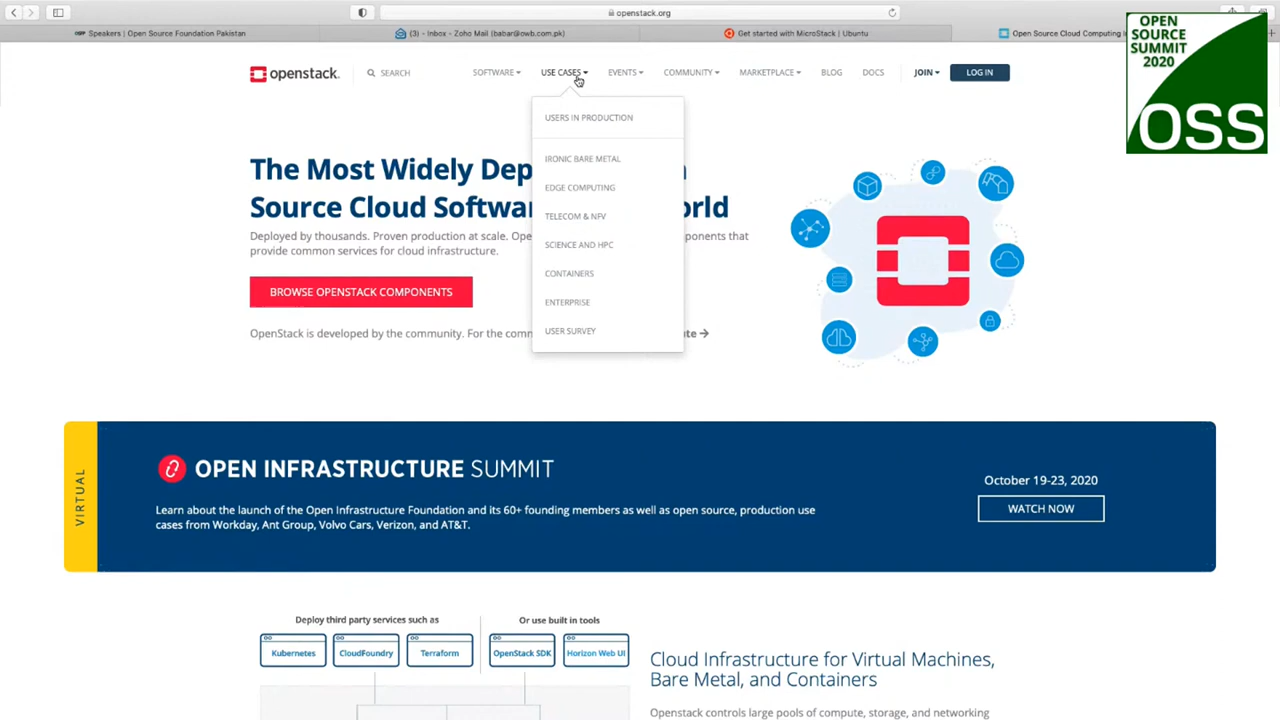 openstack.org
Speakers | Open Source Foundation Pakistan
(3) - Inbox - Zoho Mail (babar@owb.com.pk)
Get started with MicroStack | Ubuntu
Open Source Cloud Computing In
OPEN
SOURCE
SUMMIT
2020
OSS
openstack.
SEARCH
SOFTWARE
USE CASES
EVENTS
COMMUNITY
MARKETPLACE
BLOG
DOCS
JOIN
LOG IN
USERS IN PRODUCTION
IRONIC BARE METAL
EDGE COMPUTING
TELECOM & NFV
SCIENCE AND HPC
CONTAINERS
ENTERPRISE
USER SURVEY
The Most Widely Dep
Source Cloud Softwar rld
Deployed by thousands. Proven production at scale. Ope ponents that
provide common services for cloud infrastructure.
BROWSE OPENSTACK COMPONENTS
OpenStack is developed by the community. For the comm
VIRTUAL
OPEN INFRASTRUCTURE SUMMIT
Learn about the launch of the Open Infrastructure Foundation and its 60+ founding members as well as open source, production use
cases from Workday, Ant Group, Volvo Cars, Verizon, and AT&T.
October 19-23, 2020
WATCH NOW
Deploy third party services such as
Or use built in tools
Kubernetes
CloudFoundry
Terraform
OpenStack SDK
Horizon Web UI
Cloud Infrastructure for Virtual Machines,
Bare Metal, and Containers
Openstack controls large pools of compute, storage, and networking